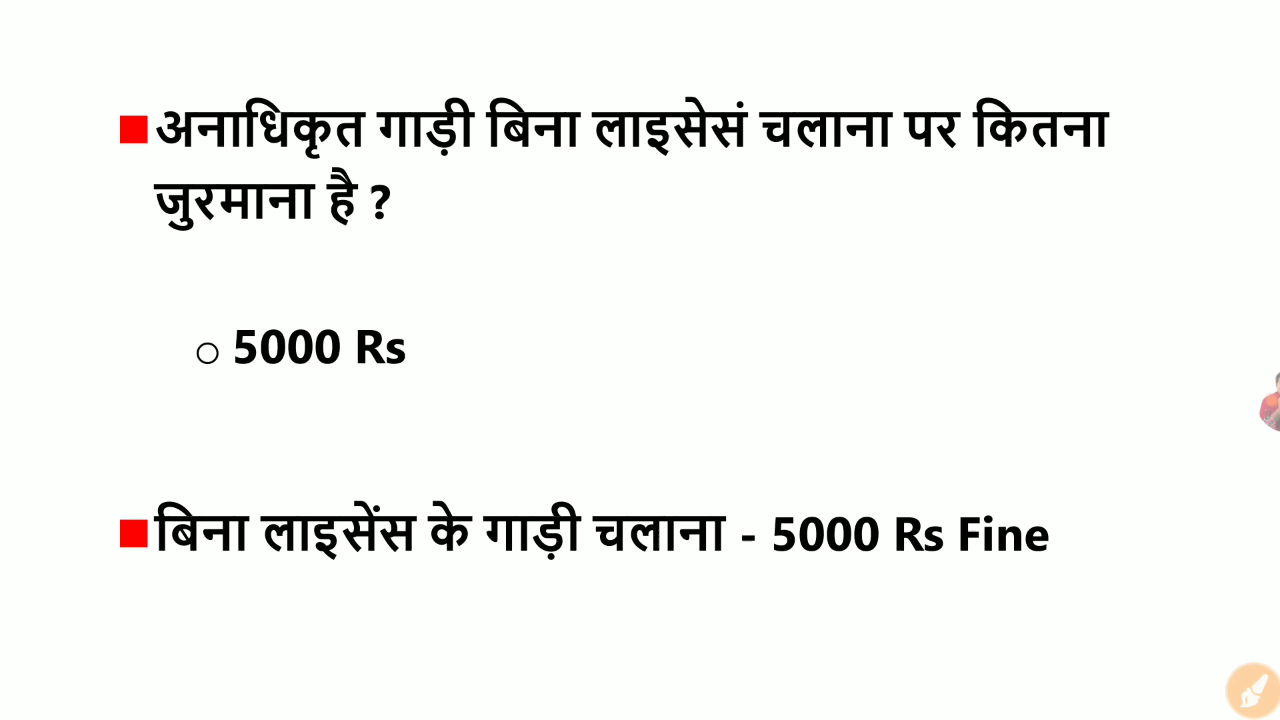 अनाधिकृत गाड़ी बिना लाइसेसं चलाना पर कितना
जुरमाना है ?
5000 Rs
बिना लाइसेंस के गाड़ी चलाना - 5000 Rs Fine